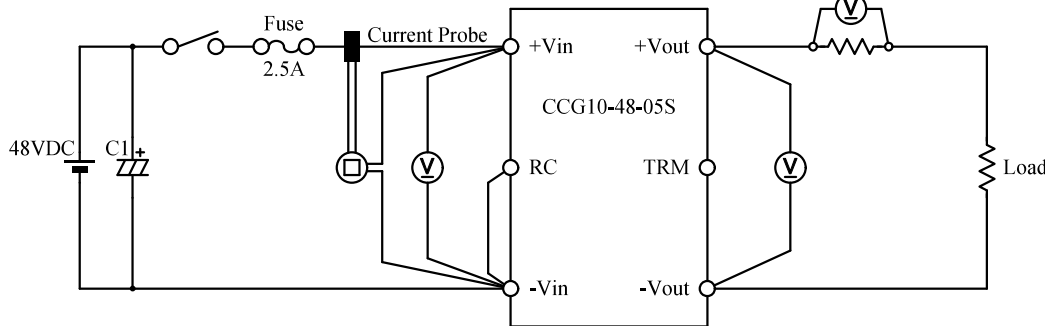 V
Fuse
Current Probe
+Vin
+Vout
2.5A
CCG10-48-05S
48VDC
C1
+
V
RC
TRM
V
Load
-Vin
-Vout